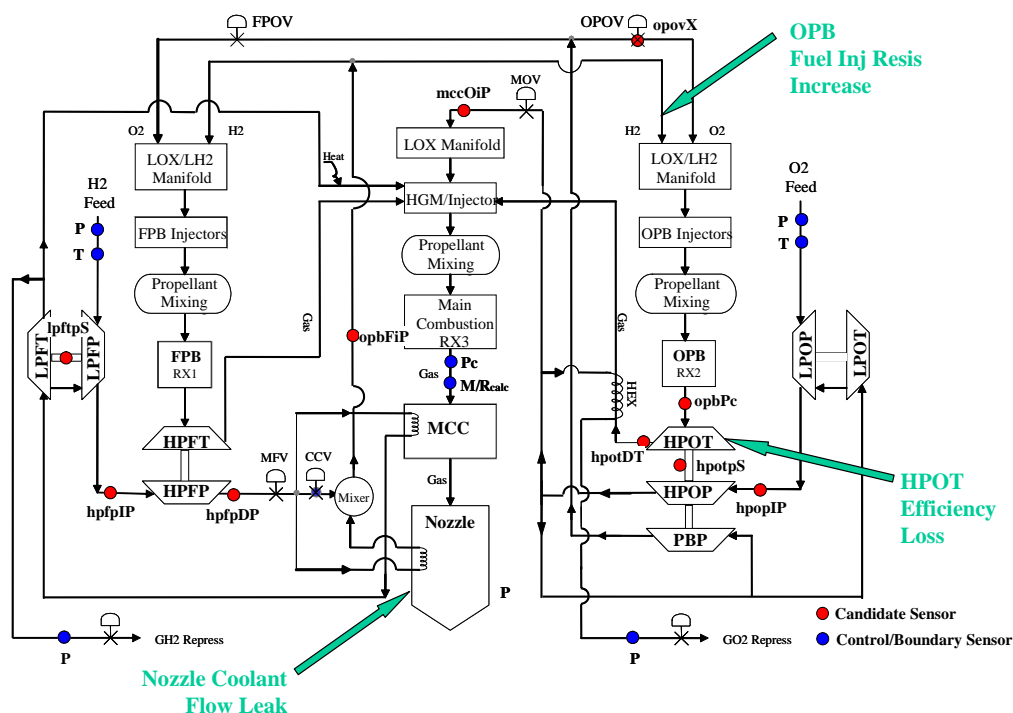 FPOV
OPOV
opovX
OPB
Fuel Inj Resis
Increase
mccOiP
MOV
O2
H2
H2
O2
LOX/LH2
Manifold
Heat
LOX Manifold
LOX/LH2
Manifold
H2
Feed
O2
Feed
HGM/Injector
P
T
FPB Injectors
OPB Injectors
P
T
Propellant
Mixing
Propellant
Mixing
Propellant
Mixing
Gas
Main
Combustion
RX3
Gas
lpftpS
LPFT
LPFP
opbFiP
FPB
RX1
OPB
RX2
LPOP
LPOT
Gas
Pc
M/Rcalc
HEX
opbPc
MCC
HPFT
HPOT
hpotDT
MFV
CCV
hpotpS
Gas
HPFP
HPOP
hpfpIP
hpfpDP
Mixer
hpopIP
HPOT
Efficiency
Loss
Nozzle
PBP
P
Candidate Sensor
GH2 Repress
GO2 Repress
Control/Boundary Sensor
P
P
Nozzle Coolant
Flow Leak